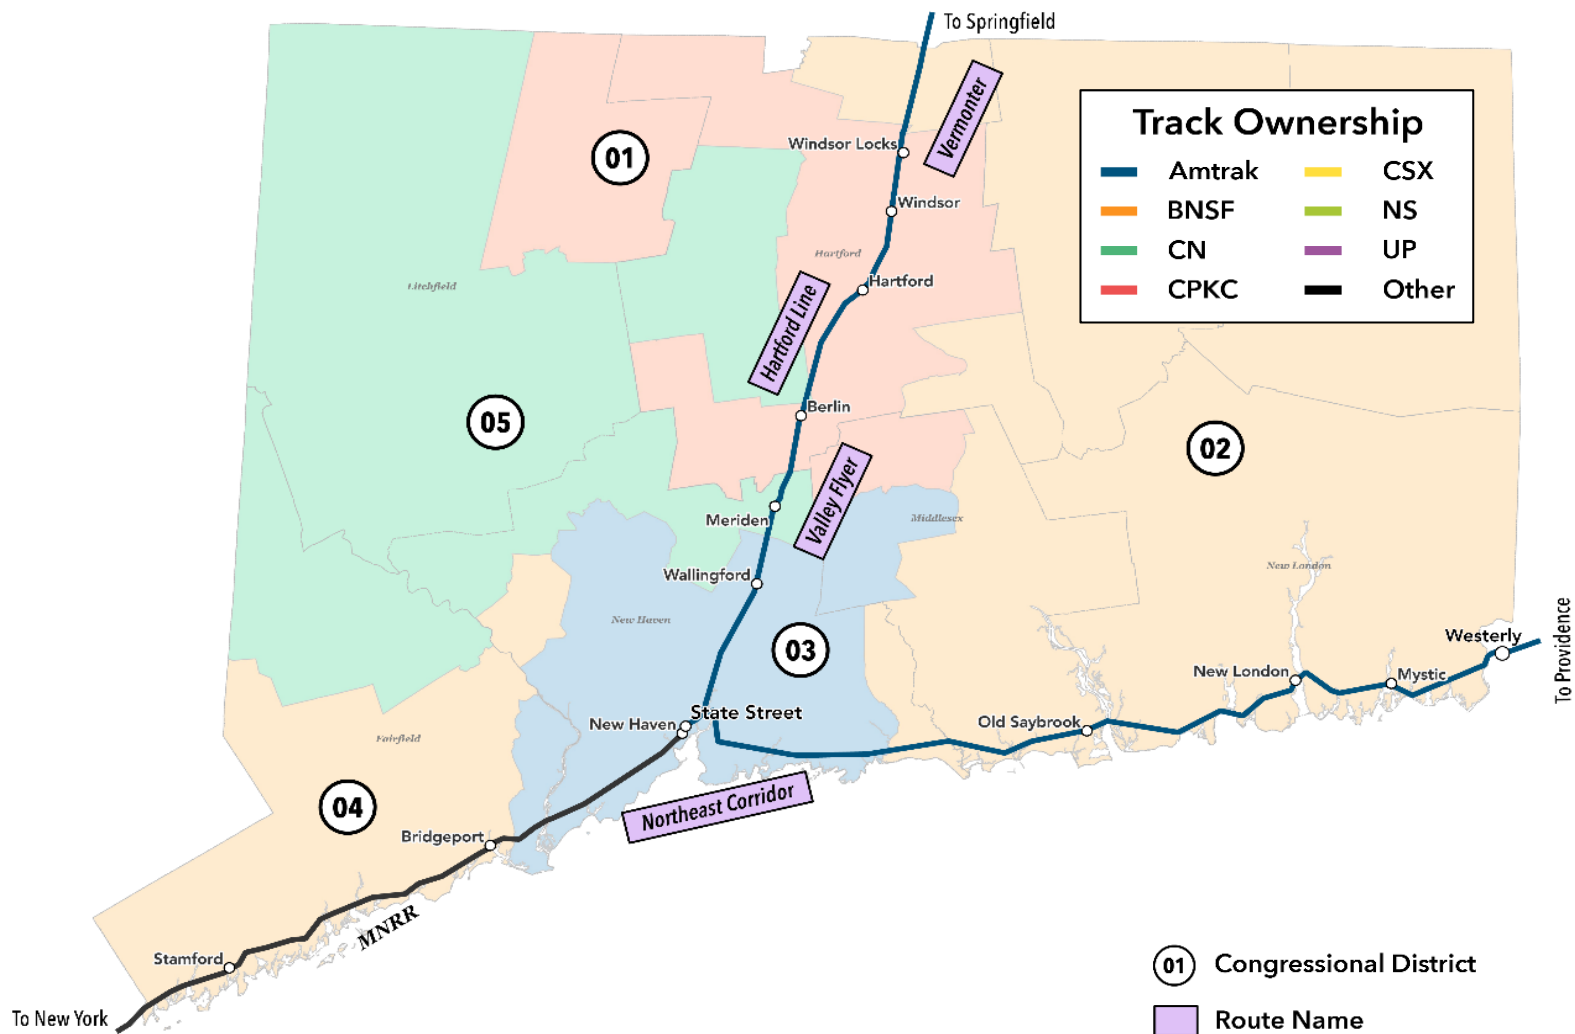 To Springfield
Vermonter
Track Ownership
Amtrak
CSX
BNSF
NS
CN
UP
CPKC
Other
01
Windsor Locks
Windsor
Hartford
Hartford
Litchfield
Hartford Line
05
Berlin
02
Valley Flyer
Meriden
Middlesex
Wallingford
New London
New Haven
03
Westerly
To Providence
New London
Mystic
State Street
New Haven
Old Saybrook
Fairfield
04
Northeast Corridor
Bridgeport
MNRR
Stamford
To New York
01 Congressional District
Route Name